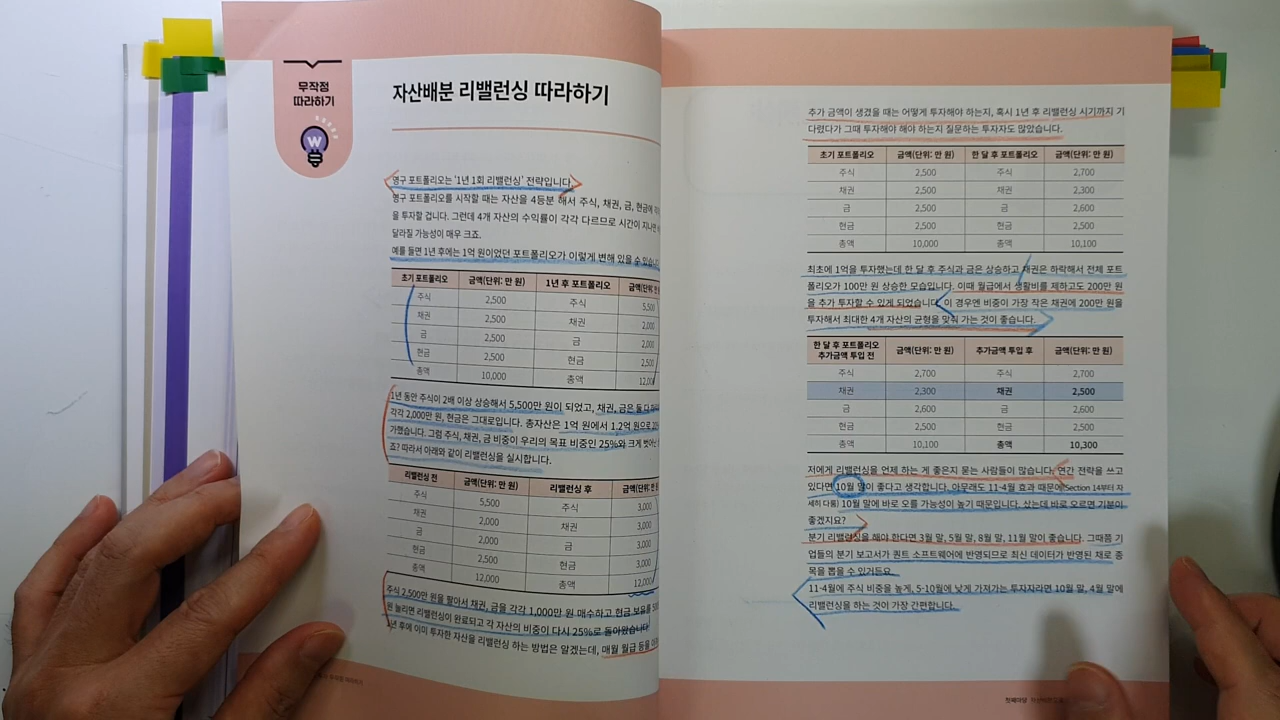 무작정
따라하기
W
자산배분 리밸런싱 따라하기
영구 포트폴리오는 '1년 1회 리밸런싱' 전략입니다.
영구 포트폴리오를 시작할 때는 자산을 4등분 해서 주식, 채권, 금, 현금에
을 투자할 겁니다. 그런데 4개 자산의 수익률이 각각 다르므로 시간이 지나면
달라질 가능성이 매우 크죠.
예를 들면 1년 후에는 1억 원이었던 포트폴리오가 이렇게 변해 있을 수 있습니
초기 포트폴리오 금액(단위: 만 원) 1년 후 포트폴리오 금액(단위:
주식 2,500 주식 5,500
채권 2,500 채권 2,000
금 2,500 금 2,000
현금 2,500 현금 2,500
총액 10,000 총액 12,000
1년 동안 주식이 2배 이상 상승해서 5,500만 원이 되었고, 채권, 금은 둘 다
각각 2,000만 원, 현금은 그대로입니다. 총자산은 1억 원에서 1.2억 원으로
가했습니다. 그럼 주식, 채권, 금 비중이 우리의 목표 비중인 25%와 크게
죠? 따라서 아래와 같이 리밸런싱을 실시합니다.
리밸런싱 전 금액(단위: 만 원) 리밸런싱 후 금액(단위:
주식 5,500 주식 3,000
채권 2,000 채권 3,000
금 2,000 금 3,000
현금 2,500 현금 3,000
총액 12,000 총액 12,000
주식 2,500만 원을 팔아서 채권, 금을 각각 1,000만 원 매수하고 현금 보유를
원 늘리면 리밸런싱이 완료되고 각 자산의 비중이 다시 25%로 돌아왔습니다.
1년 후에 이미 투자한 자산을 리밸런싱 하는 방법은 알겠는데, 매월 월급 등을
무작정 따라하기
추가 금액이 생겼을 때는 어떻게 투자해야 하는지, 혹시 1년 후 리밸런싱 시기까지 기
다렸다가 그때 투자해야 해야 하는지 질문하는 투자자도 많았습니다.
초기 포트폴리오 금액(단위: 만 원) 한 달 후 포트폴리오 금액(단위: 만 원)
주식 2,500 주식 2,700
채권 2,500 채권 2,300
금 2,500 금 2,600
현금 2,500 현금 2,500
총액 10,000 총액 10,100
최초에 1억을 투자했는데 한 달 후 주식과 금은 상승하고 채권은 하락해서 전체 포트
폴리오가 100만 원 상승한 모습입니다. 이때 월급에서 생활비를 제하고도 200만 원
을 추가 투자할 수 있게 되었습니다. 이 경우엔 비중이 가장 작은 채권에 200만 원을
투자해서 최대한 4개 자산의 균형을 맞춰 가는 것이 좋습니다.
한 달 후 포트폴리오
추가금액 투입 전 금액(단위: 만 원) 추가금액 투입 후 금액(단위: 만 원)
주식 2,700 주식 2,700
채권 2,300 채권 2,500
금 2,600 금 2,600
현금 2,500 현금 2,500
총액 10,100 총액 10,300
저에게 리밸런싱을 언제 하는 게 좋은지 묻는 사람들이 많습니다. 연간 전략을 쓰고
있다면 10월 말이 좋다고 생각합니다. 아무래도 11-4월 효과 때문에(Section 14부터 자
세히 다룸) 10월 말에 바로 오를 가능성이 높기 때문입니다. 샀는데 바로 오르면 기분이
좋겠지요?
분기 리밸런싱을 해야 한다면 3월 말, 5월 말, 8월 말, 11월 말이 좋습니다. 그때쯤 기
업들의 분기 보고서가 퀀트 소프트웨어에 반영되므로 최신 데이터가 반영된 채로 종
목을 뽑을 수 있거든요.
11-4월에 주식 비중을 높게, 5-10월에 낮게 가져가는 투자자라면 10월 말, 4월 말에
리밸런싱을 하는 것이 가장 간편합니다.
첫째마당